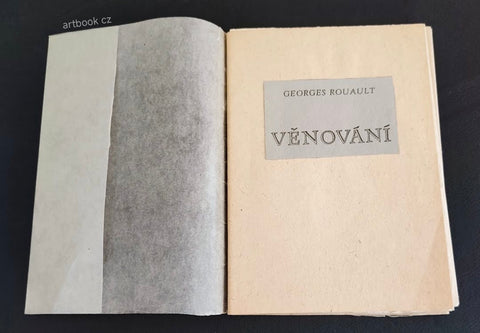 artbook cz
GEORGES ROUAULT
VĚNOVÁNÍ